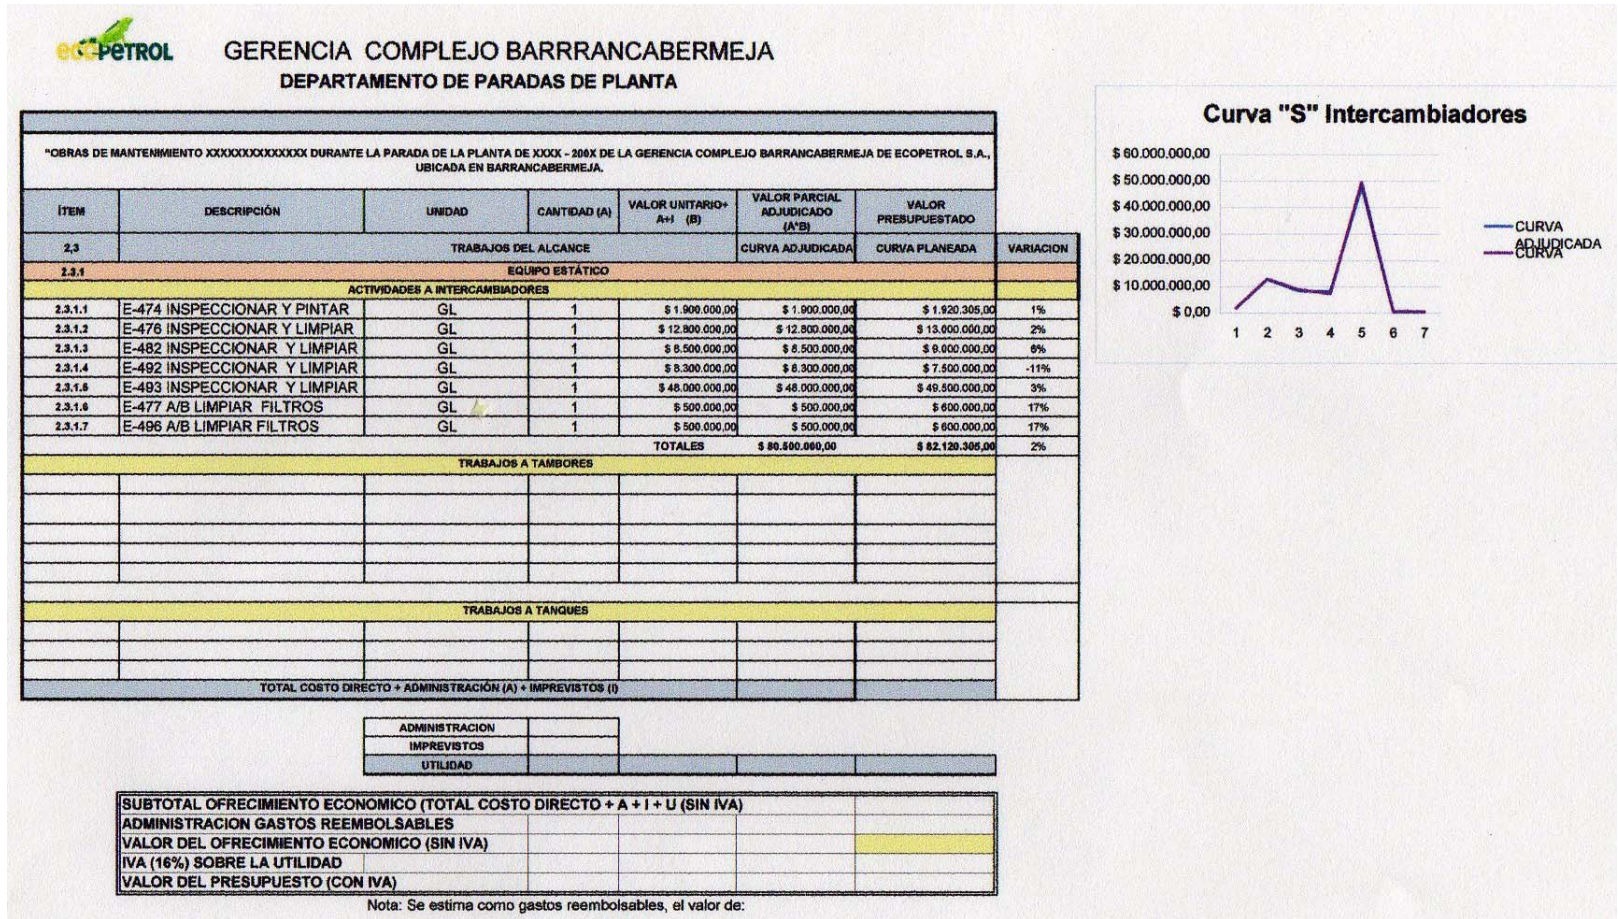 ecoPETROL
GERENCIA COMPLEJO BARRRANCABERMEJA
DEPARTAMENTO DE PARADAS DE PLANTA
"OBRAS DE MANTENIMIENTO XXXXXXXXXXXXXX DURANTE LA PARADA DE LA PLANTA DE XXXX - 200X DE LA GERENCIA COMPLEJO BARRANCABERMEJA DE ECOPETROL S.A.,
UBICADA EN BARRANCABERMEJA.
ÍTEM DESCRIPCIÓN UNIDAD CANTIDAD (A) VALOR UNITARIO+ A+I (B) VALOR PARCIAL ADJUDICADO (A*B) VALOR PRESUPUESTADO
2,3 TRABAJOS DEL ALCANCE CURVA ADJUDICADA CURVA PLANEADA VARIACION
2.3.1 EQUIPO ESTÁTICO
ACTIVIDADES A INTERCAMBIADORES
2.3.1.1 E-474 INSPECCIONAR Y PINTAR GL 1 $ 1.900.000,00 $ 1.900.000,00 $ 1.920.305,00 1%
2.3.1.2 E-476 INSPECCIONAR Y LIMPIAR GL 1 $ 12.800.000,00 $ 12.800.000,00 $ 13.000.000,00 2%
2.3.1.3 E-482 INSPECCIONAR Y LIMPIAR GL 1 $ 8.500.000,00 $ 8.500.000,00 $ 9.000.000,00 6%
2.3.1.4 E-492 INSPECCIONAR Y LIMPIAR GL 1 $ 8.300.000,00 $ 8.300.000,00 $ 7.500.000,00 -11%
2.3.1.5 E-493 INSPECCIONAR Y LIMPIAR GL 1 $ 48.000.000,00 $ 48.000.000,00 $ 49.500.000,00 3%
2.3.1.6 E-477 A/B LIMPIAR FILTROS GL 1 $ 500.000,00 $ 500.000,00 $ 600.000,00 17%
2.3.1.7 E-496 A/B LIMPIAR FILTROS GL 1 $ 500.000,00 $ 500.000,00 $ 600.000,00 17%
TOTALES $ 80.500.000,00 $ 82.120.305,00 2%
TRABAJOS A TAMBORES
TRABAJOS A TANQUES
TOTAL COSTO DIRECTO + ADMINISTRACIÓN (A) + IMPREVISTOS (I)
ADMINISTRACION
IMPREVISTOS
UTILIDAD
SUBTOTAL OFRECIMIENTO ECONOMICO (TOTAL COSTO DIRECTO + A + I + U (SIN IVA)
ADMINISTRACION GASTOS REEMBOLSABLES
VALOR DEL OFRECIMIENTO ECONOMICO (SIN IVA)
IVA (16%) SOBRE LA UTILIDAD
VALOR DEL PRESUPUESTO (CON IVA)
Nota: Se estima como gastos reembolsables, el valor de:
Curva "S" Intercambiadores
$ 60.000.000,00
$ 50.000.000,00
$ 40.000.000,00
$ 30.000.000,00
$ 20.000.000,00
$ 10.000.000,00
$ 0,00
1 2 3 4 5 6 7
CURVA
ADJUDICADA
CURVA